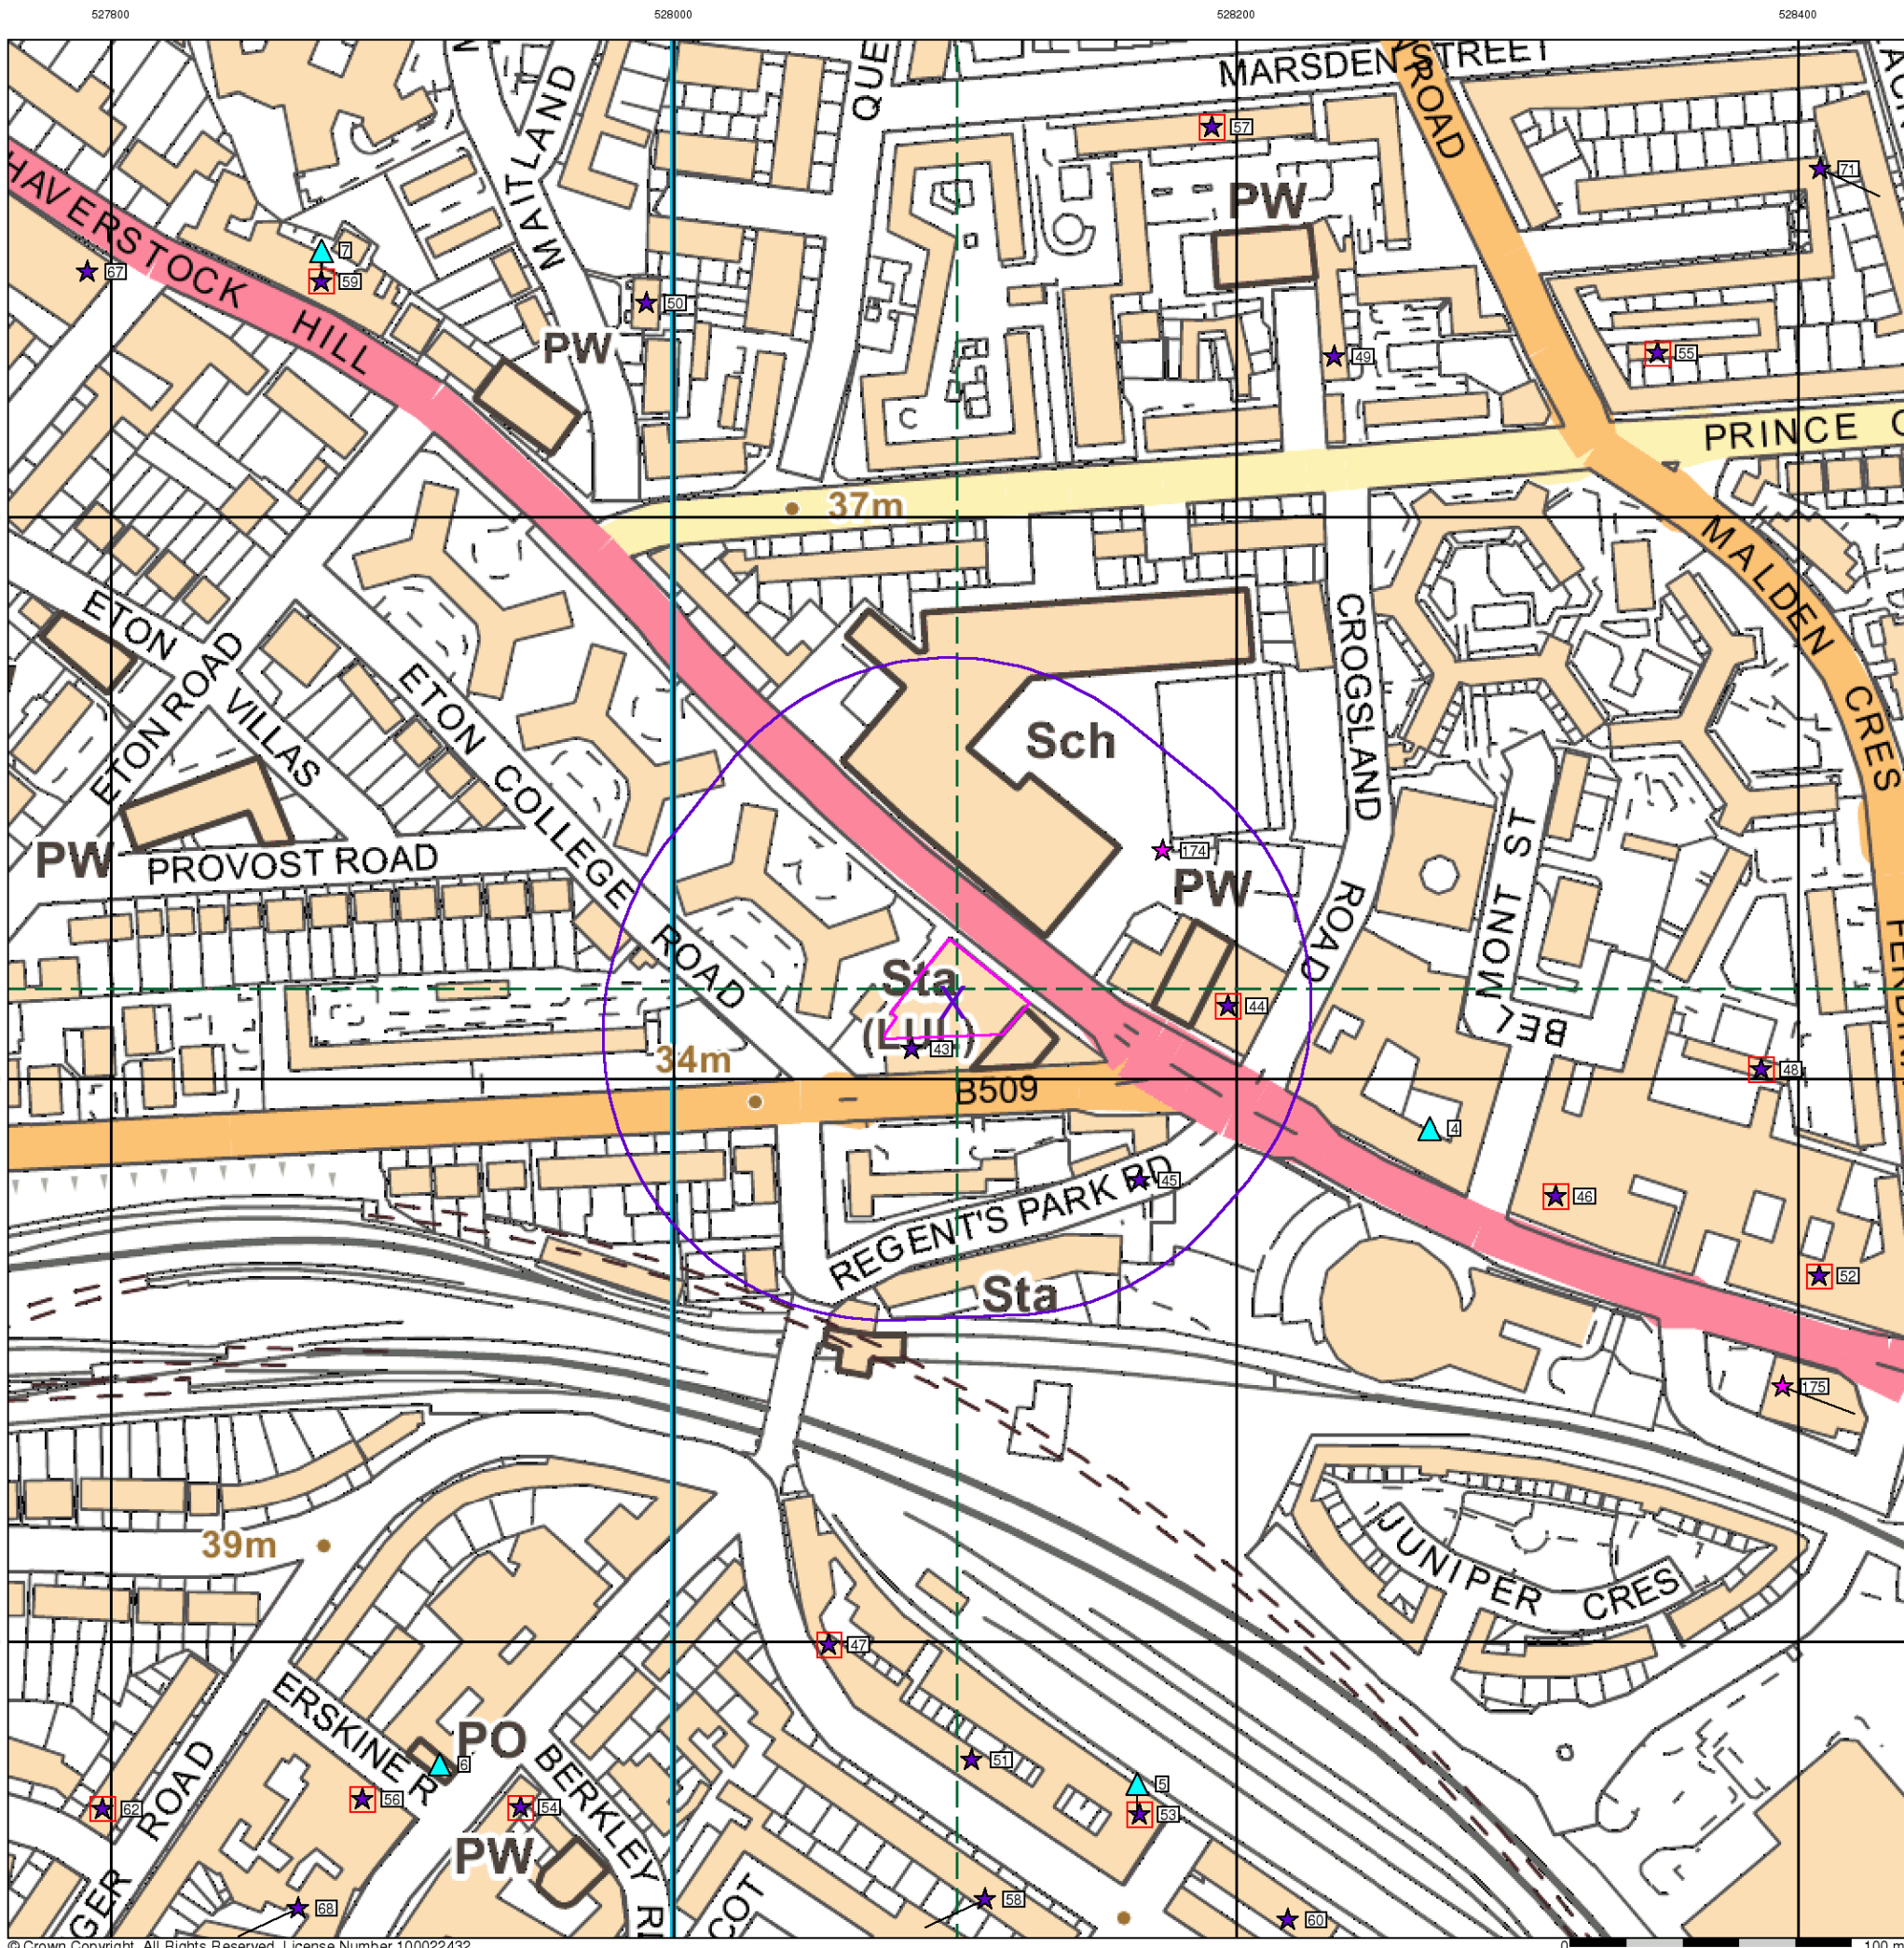 527800 528000 528200 528400
MARSDEN STREET
ROAD
MAITLAND
QUE
57
PW
71
HAVERSTOCK HILL
7
59
67
50
PW
49
55
C
PRINCE
37m
MALDEN
CRES
ETON
VILLAS
ETON ROAD
ETON COLLEGE ROAD
CROGSLAND
ROAD
Sch
PW
PROVOST ROAD
174
PW
BEL
MONT ST
Sta
(LUL)
X
44
43
34m
B509
48
4
45
46
REGENT'S PARK RD
Sta
52
175
39m
JUNIPER CRES
47
ERSKINE R
PO
6
BERKLEY
51
5
53
56
54
62
ROAD
PW
GER
68
COT
58
60
© Crown Copyright. All Rights Reserved. License Number 100022432
0 100 m